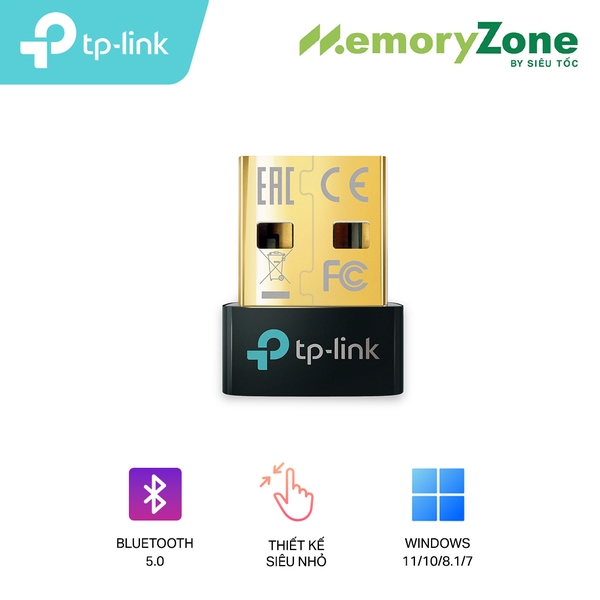 tp-link
MemoryZone
BY SIÊU TỐC
EAC CE
FC
tp-link
BLUETOOTH
5.0
THIẾT KẾ
SIÊU NHỎ
WINDOWS
11/10/8.1/7